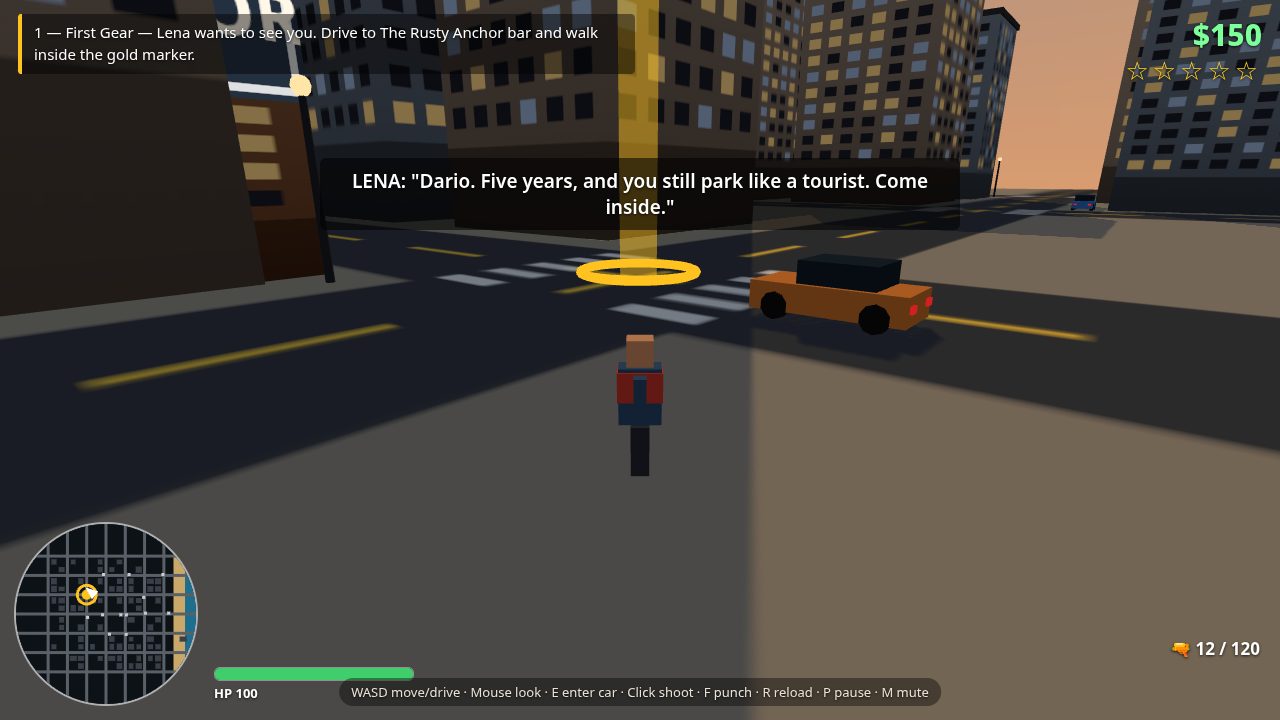 OR
1 — First Gear — Lena wants to see you. Drive to The Rusty Anchor bar and walk
inside the gold marker.
$150
☆☆☆☆☆
LENA: "Dario. Five years, and you still park like a tourist. Come
inside."
12 / 120
HP 100
WASD move/drive · Mouse look · E enter car · Click shoot · F punch · R reload · P pause · M mute